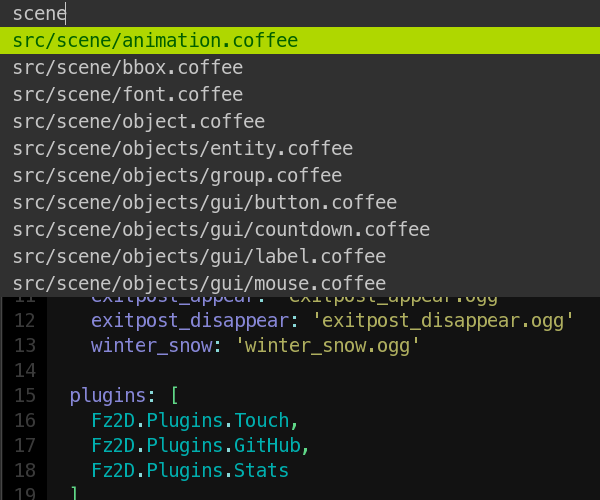 scene
src/scene/animation.coffee
src/scene/bbox.coffee
src/scene/font.coffee
src/scene/object.coffee
src/scene/objects/entity.coffee
src/scene/objects/group.coffee
src/scene/objects/gui/button.coffee
src/scene/objects/gui/countdown.coffee
src/scene/objects/gui/label.coffee
src/scene/objects/gui/mouse.coffee
11 exitpost_appear: 'exitpost_appear.ogg'
12 exitpost_disappear: 'exitpost_disappear.ogg'
13 winter_snow: 'winter_snow.ogg'
14
15 plugins: [
16 Fz2D.Plugins.Touch,
17 Fz2D.Plugins.GitHub,
18 Fz2D.Plugins.Stats
19 ]